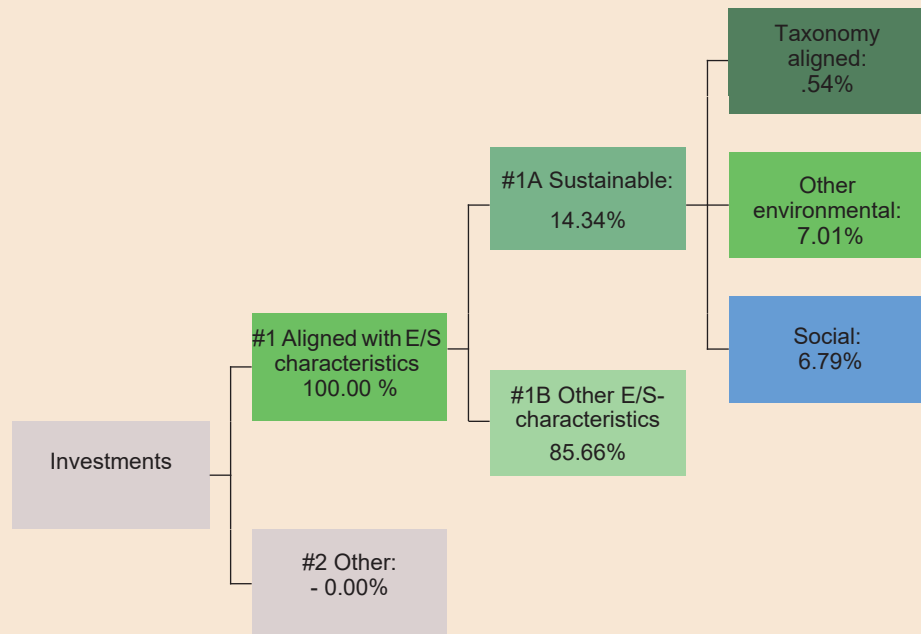 Investments
#1 Aligned with E/S
characteristics
100.00 %
#2 Other:
- 0.00%
#1A Sustainable:
14.34%
#1B Other E/S-
characteristics
85.66%
Taxonomy
aligned:
.54%
Other
environmental:
7.01%
Social:
6.79%